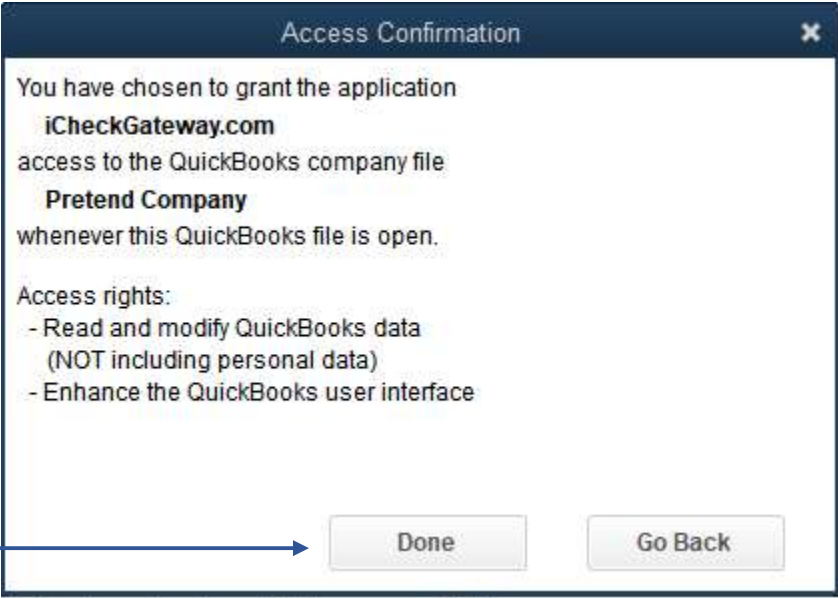 Access Confirmation
You have chosen to grant the application
iCheckGateway.com
access to the QuickBooks company file
Pretend Company
whenever this QuickBooks file is open.
Access rights:
- Read and modify QuickBooks data
(NOT including personal data)
- Enhance the QuickBooks user interface
Done Go Back